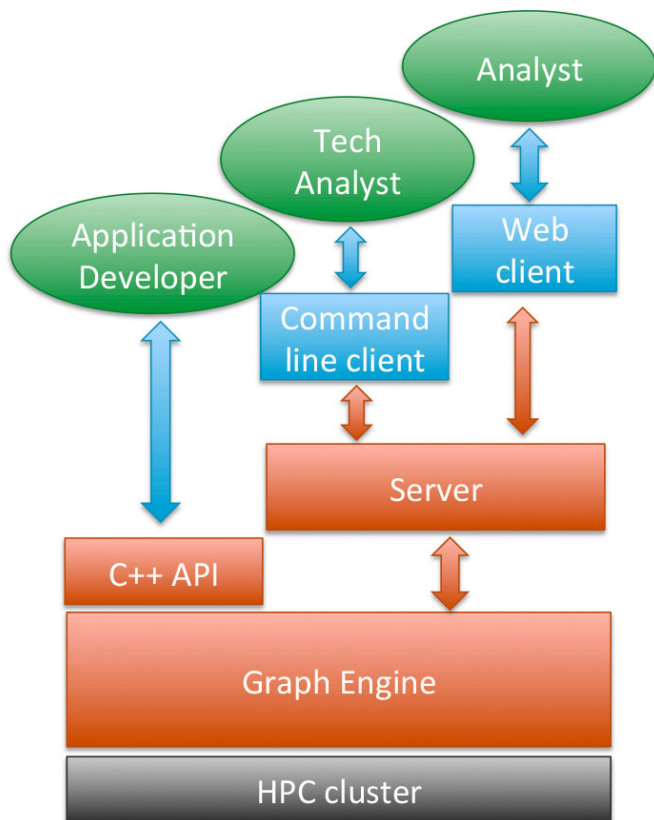 Analyst
Tech
Analyst
Application
Developer
Web
client
Command
line client
Server
C++ API
Graph Engine
HPC cluster